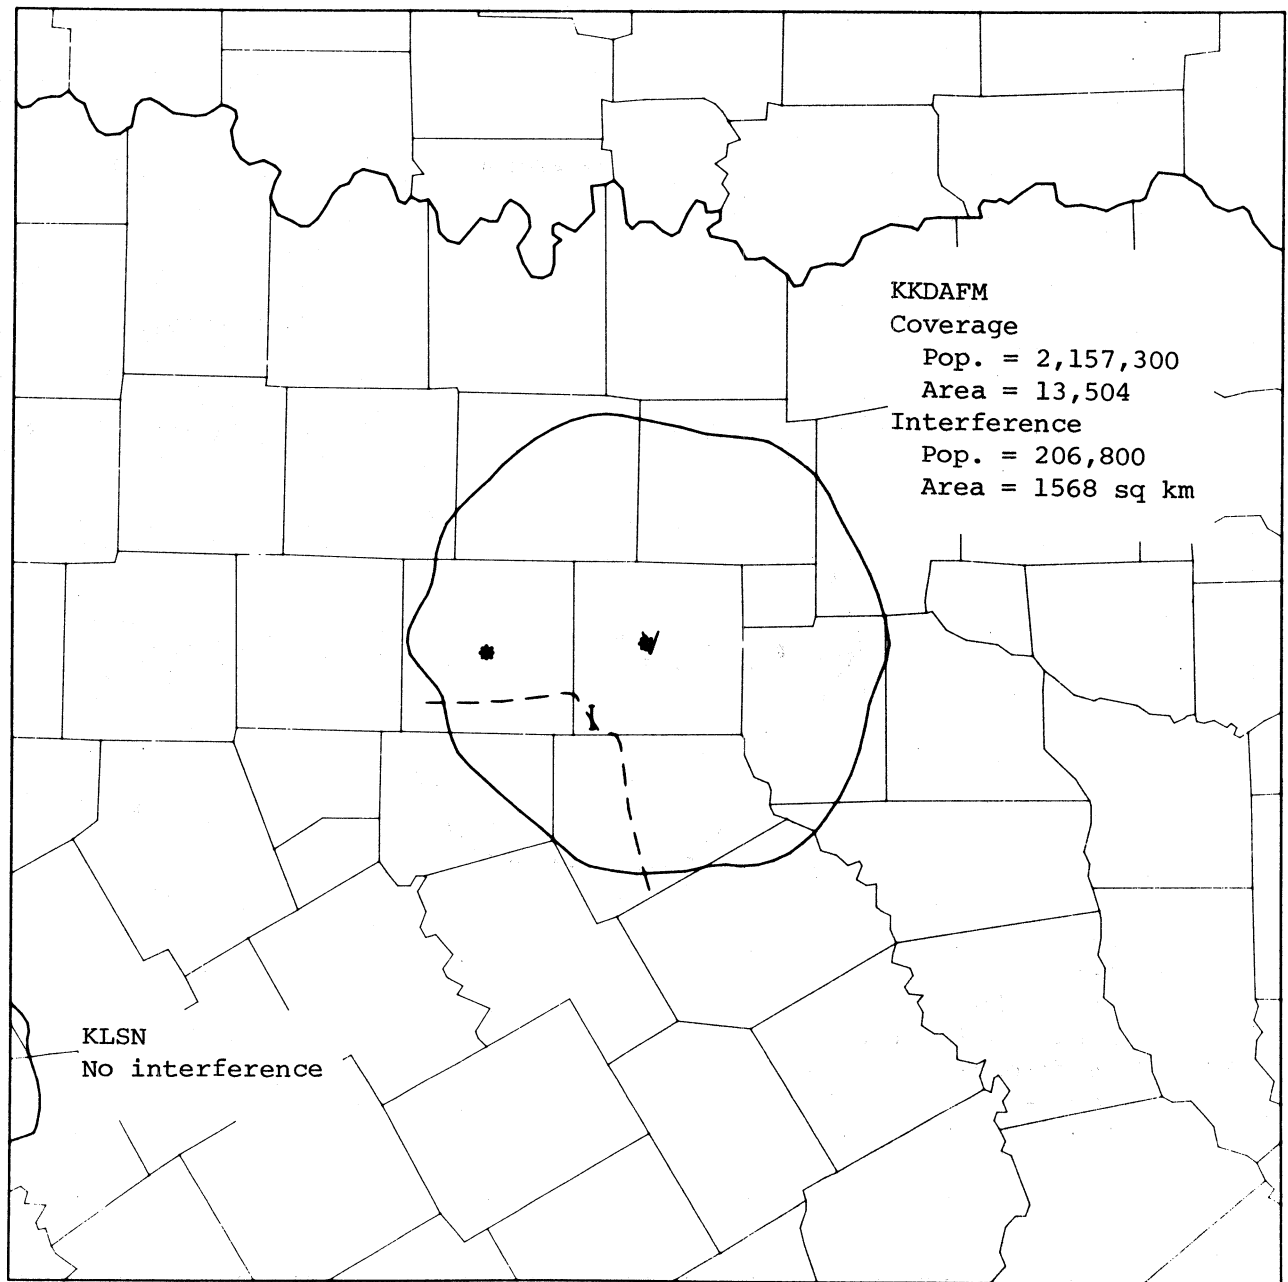 KKDAFM
Coverage
Pop. = 2,157,300
Area = 13,504
Interference
Pop. = 206,800
Area = 1568 sq km
I
KLSN
No interference